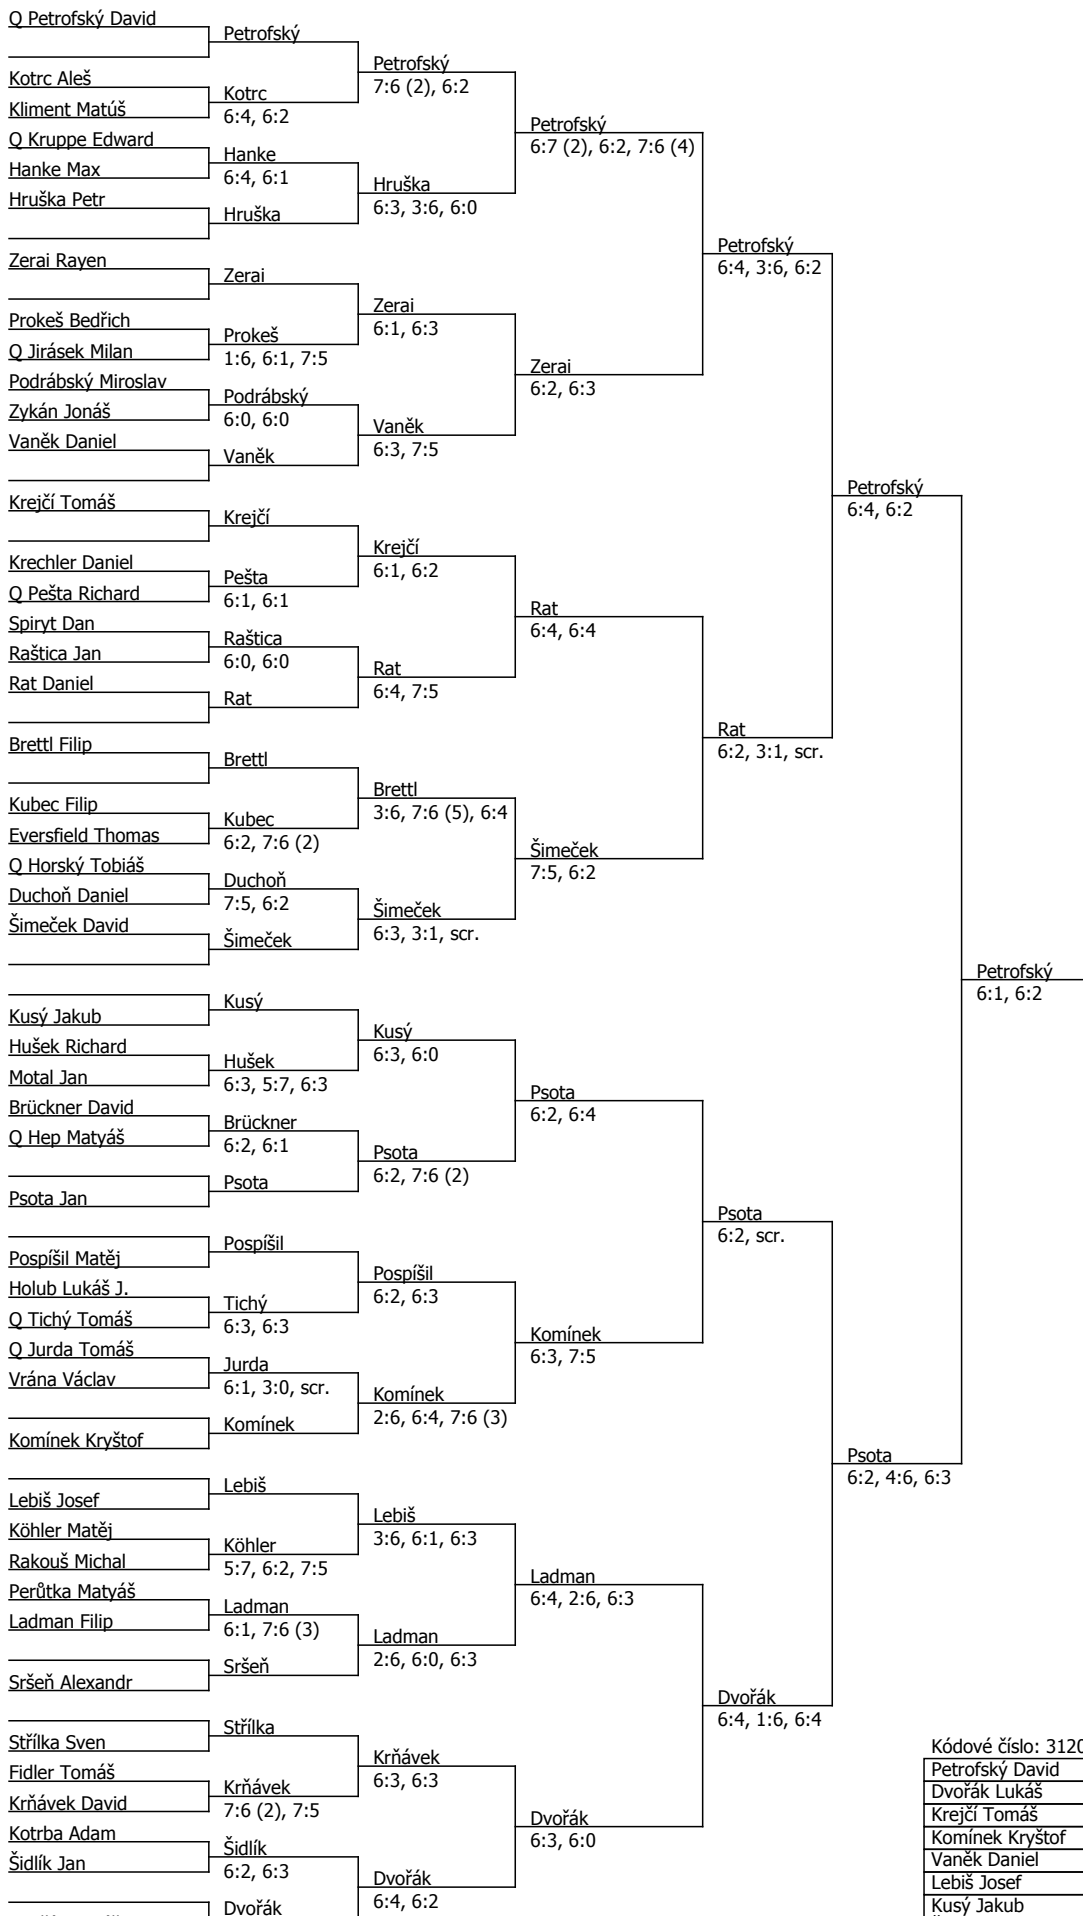 Q Petrofský David
Petrofský
Petrofský
7:6 (2), 6:2
Kotrc Aleš
Kotrc
6:4, 6:2
Kliment Matúš
Petrofský
6:7 (2), 6:2, 7:6 (4)
Q Kruppe Edward
Hanke
6:4, 6:1
Hanke Max
Hruška
6:3, 3:6, 6:0
Hruška Petr
Hruška
Petrofský
6:4, 3:6, 6:2
Zerai Rayen
Zerai
Zerai
6:1, 6:3
Prokeš Bedřich
Prokeš
1:6, 6:1, 7:5
Q Jirásek Milan
Zerai
6:2, 6:3
Podrábský Miroslav
Podrábský
6:0, 6:0
Zykán Jonáš
Vaněk
6:3, 7:5
Vaněk Daniel
Vaněk
Petrofský
6:4, 6:2
Krejčí Tomáš
Krejčí
Krejčí
6:1, 6:2
Krechler Daniel
Pešta
6:1, 6:1
Q Pešta Richard
Rat
6:4, 6:4
Spiryt Dan
Raštica
6:0, 6:0
Raštica Jan
Rat
6:4, 7:5
Rat Daniel
Rat
Rat
6:2, 3:1, scr.
Brettl Filip
Brettl
Brettl
3:6, 7:6 (5), 6:4
Kubec Filip
Kubec
6:2, 7:6 (2)
Eversfield Thomas
Šimeček
7:5, 6:2
Q Horský Tobiáš
Duchoň
7:5, 6:2
Duchoň Daniel
Šimeček
6:3, 3:1, scr.
Šimeček David
Šimeček
Petrofský
6:1, 6:2
Kusý
Kusý Jakub
Kusý
6:3, 6:0
Hušek Richard
Hušek
6:3, 5:7, 6:3
Motal Jan
Psota
6:2, 6:4
Brückner David
Brückner
6:2, 6:1
Q Hep Matyáš
Psota
6:2, 7:6 (2)
Psota
Psota Jan
Psota
6:2, scr.
Pospíšil
Pospíšil Matěj
Pospíšil
6:2, 6:3
Holub Lukáš J.
Tichý
6:3, 6:3
Q Tichý Tomáš
Komínek
6:3, 7:5
Q Jurda Tomáš
Jurda
6:1, 3:0, scr.
Vrána Václav
Komínek
2:6, 6:4, 7:6 (3)
Komínek
Komínek Kryštof
Psota
6:2, 4:6, 6:3
Lebiš
Lebiš Josef
Lebiš
3:6, 6:1, 6:3
Köhler Matěj
Köhler
5:7, 6:2, 7:5
Rakouš Michal
Ladman
6:4, 2:6, 6:3
Perůtka Matyáš
Ladman
6:1, 7:6 (3)
Ladman Filip
Ladman
2:6, 6:0, 6:3
Sršeň
Sršeň Alexandr
Dvořák
6:4, 1:6, 6:4
Střílka
Střílka Sven
Krňávek
6:3, 6:3
Fidler Tomáš
Krňávek
7:6 (2), 7:5
Krňávek David
Dvořák
6:3, 6:0
Kotrba Adam
Šidlík
6:2, 6:3
Šidlík Jan
Dvořák
6:4, 6:2
Dvořák
Kódové číslo: 3120
Petrofský David
Dvořák Lukáš
Krejčí Tomáš
Komínek Kryštof
Vaněk Daniel
Lebiš Josef
Kusý Jakub